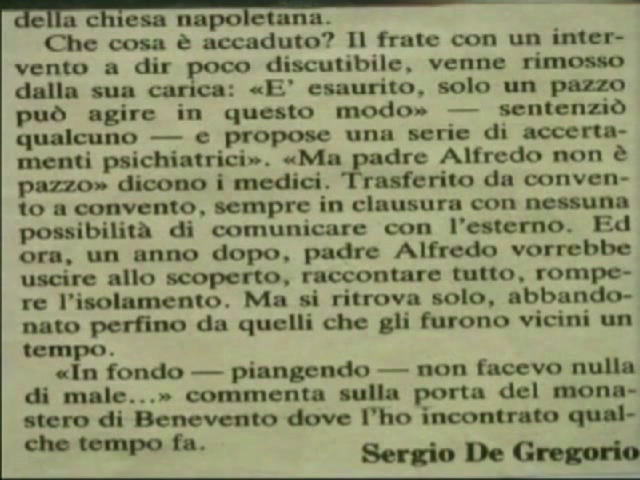 della chiesa napoletana.
Che cosa è accaduto? Il frate con un inter-
vento a dir poco discutibile, venne rimosso
dalla sua carica: «E' esaurito, solo un pazzo
può agire in questo modo» — sentenziò
qualcuno — e propose una serie di accerta-
menti psichiatrici». «Ma padre Alfredo non è
pazzo» dicono i medici. Trasferito da conven-
to a convento, sempre in clausura con nessuna
possibilità di comunicare con l'esterno. Ed
ora, un anno dopo, padre Alfredo vorrebbe
uscire allo scoperto, raccontare tutto, rompe-
re l'isolamento. Ma si ritrova solo, abbando-
nato perfino da quelli che gli furono vicini un
tempo.
«In fondo — piangendo — non facevo nulla
di male...» commenta sulla porta del mona-
stero di Benevento dove l'ho incontrato qual-
che tempo fa.
Sergio De Gregorio